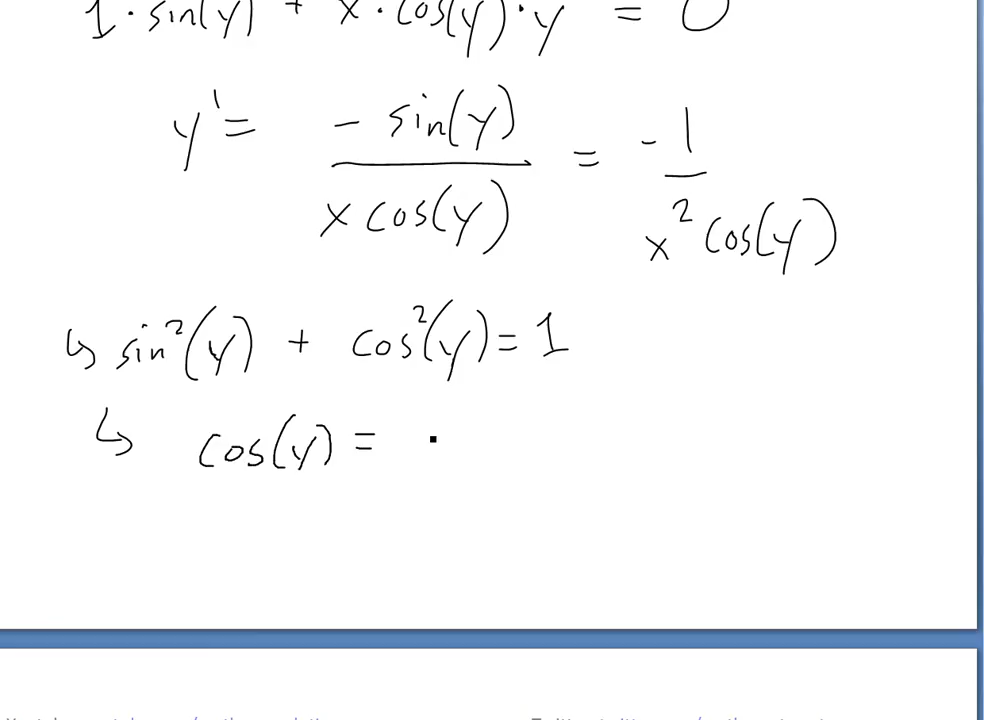 1 · sin(y) + x · cos(y) · y = 0
y' = - sin(y) / x cos(y) = -1 / x² cos(y)
↳ sin²(y) + cos²(y) = 1
↳ cos(y) =